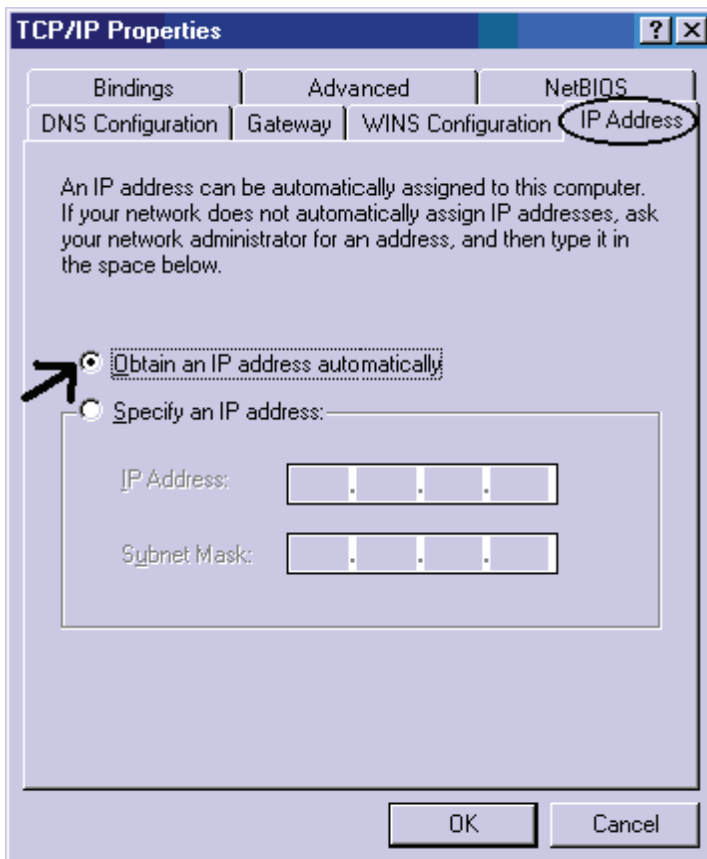 TCP/IP Properties
Bindings Advanced NetBIOS
DNS Configuration Gateway WINS Configuration IP Address
An IP address can be automatically assigned to this computer.
If your network does not automatically assign IP addresses, ask
your network administrator for an address, and then type it in
the space below.
Obtain an IP address automatically
Specify an IP address:
IP Address:
Subnet Mask:
OK Cancel